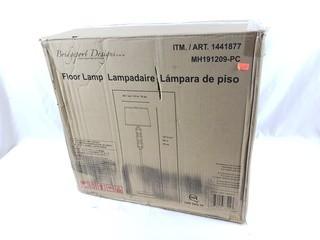 Bridgeport Designs
ITM. / ART. 1441877
MH191209-PC
Floor Lamp Lampadaire Lámpara de piso